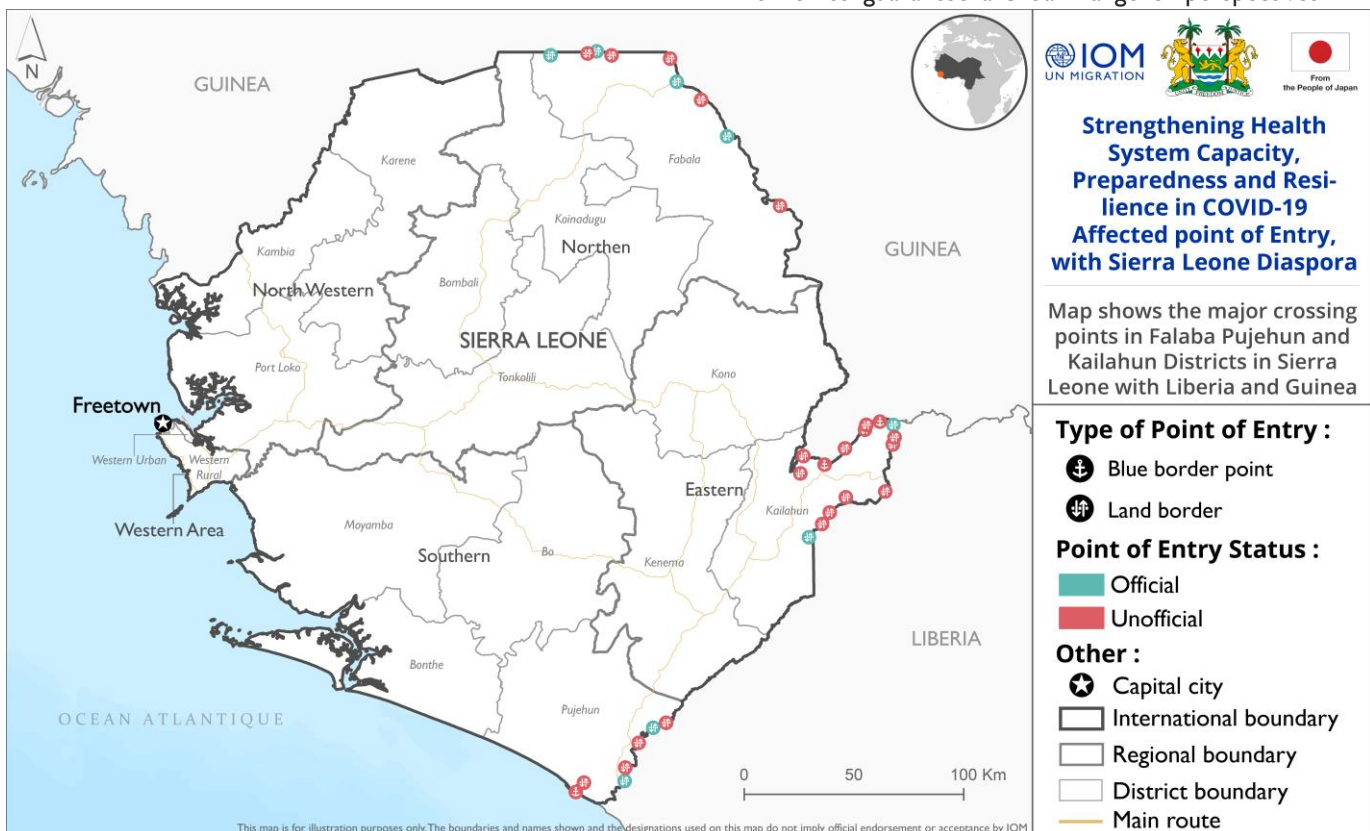 N
GUINEA
Karene
Fabala
Koinadugu
Northen
GUINEA
Kambia
North Western
Bombali
SIERRA LEONE
Port Loko
Tonkolili
Kono
Freetown
Western Urban
Western
Rural
Western Area
Eastern
Kailahun
Moyamba
Southern
Bo
Kenema
LIBERIA
Bonthe
Pujehun
OCEAN ATLANTIQUE
0 50 100 Km
This map is for illustration purposes only. The boundaries and names shown and the designations used on this map do not imply official endorsement or acceptance by IOM
IOM
UN MIGRATION
From
the People of Japan
Strengthening Health
System Capacity,
Preparedness and Resi-
lience in COVID-19
Affected point of Entry,
with Sierra Leone Diaspora
Map shows the major crossing
points in Falaba Pujehun and
Kailahun Districts in Sierra
Leone with Liberia and Guinea
Type of Point of Entry :
Blue border point
Land border
Point of Entry Status :
Official
Unofficial
Other :
Capital city
International boundary
Regional boundary
District boundary
Main route